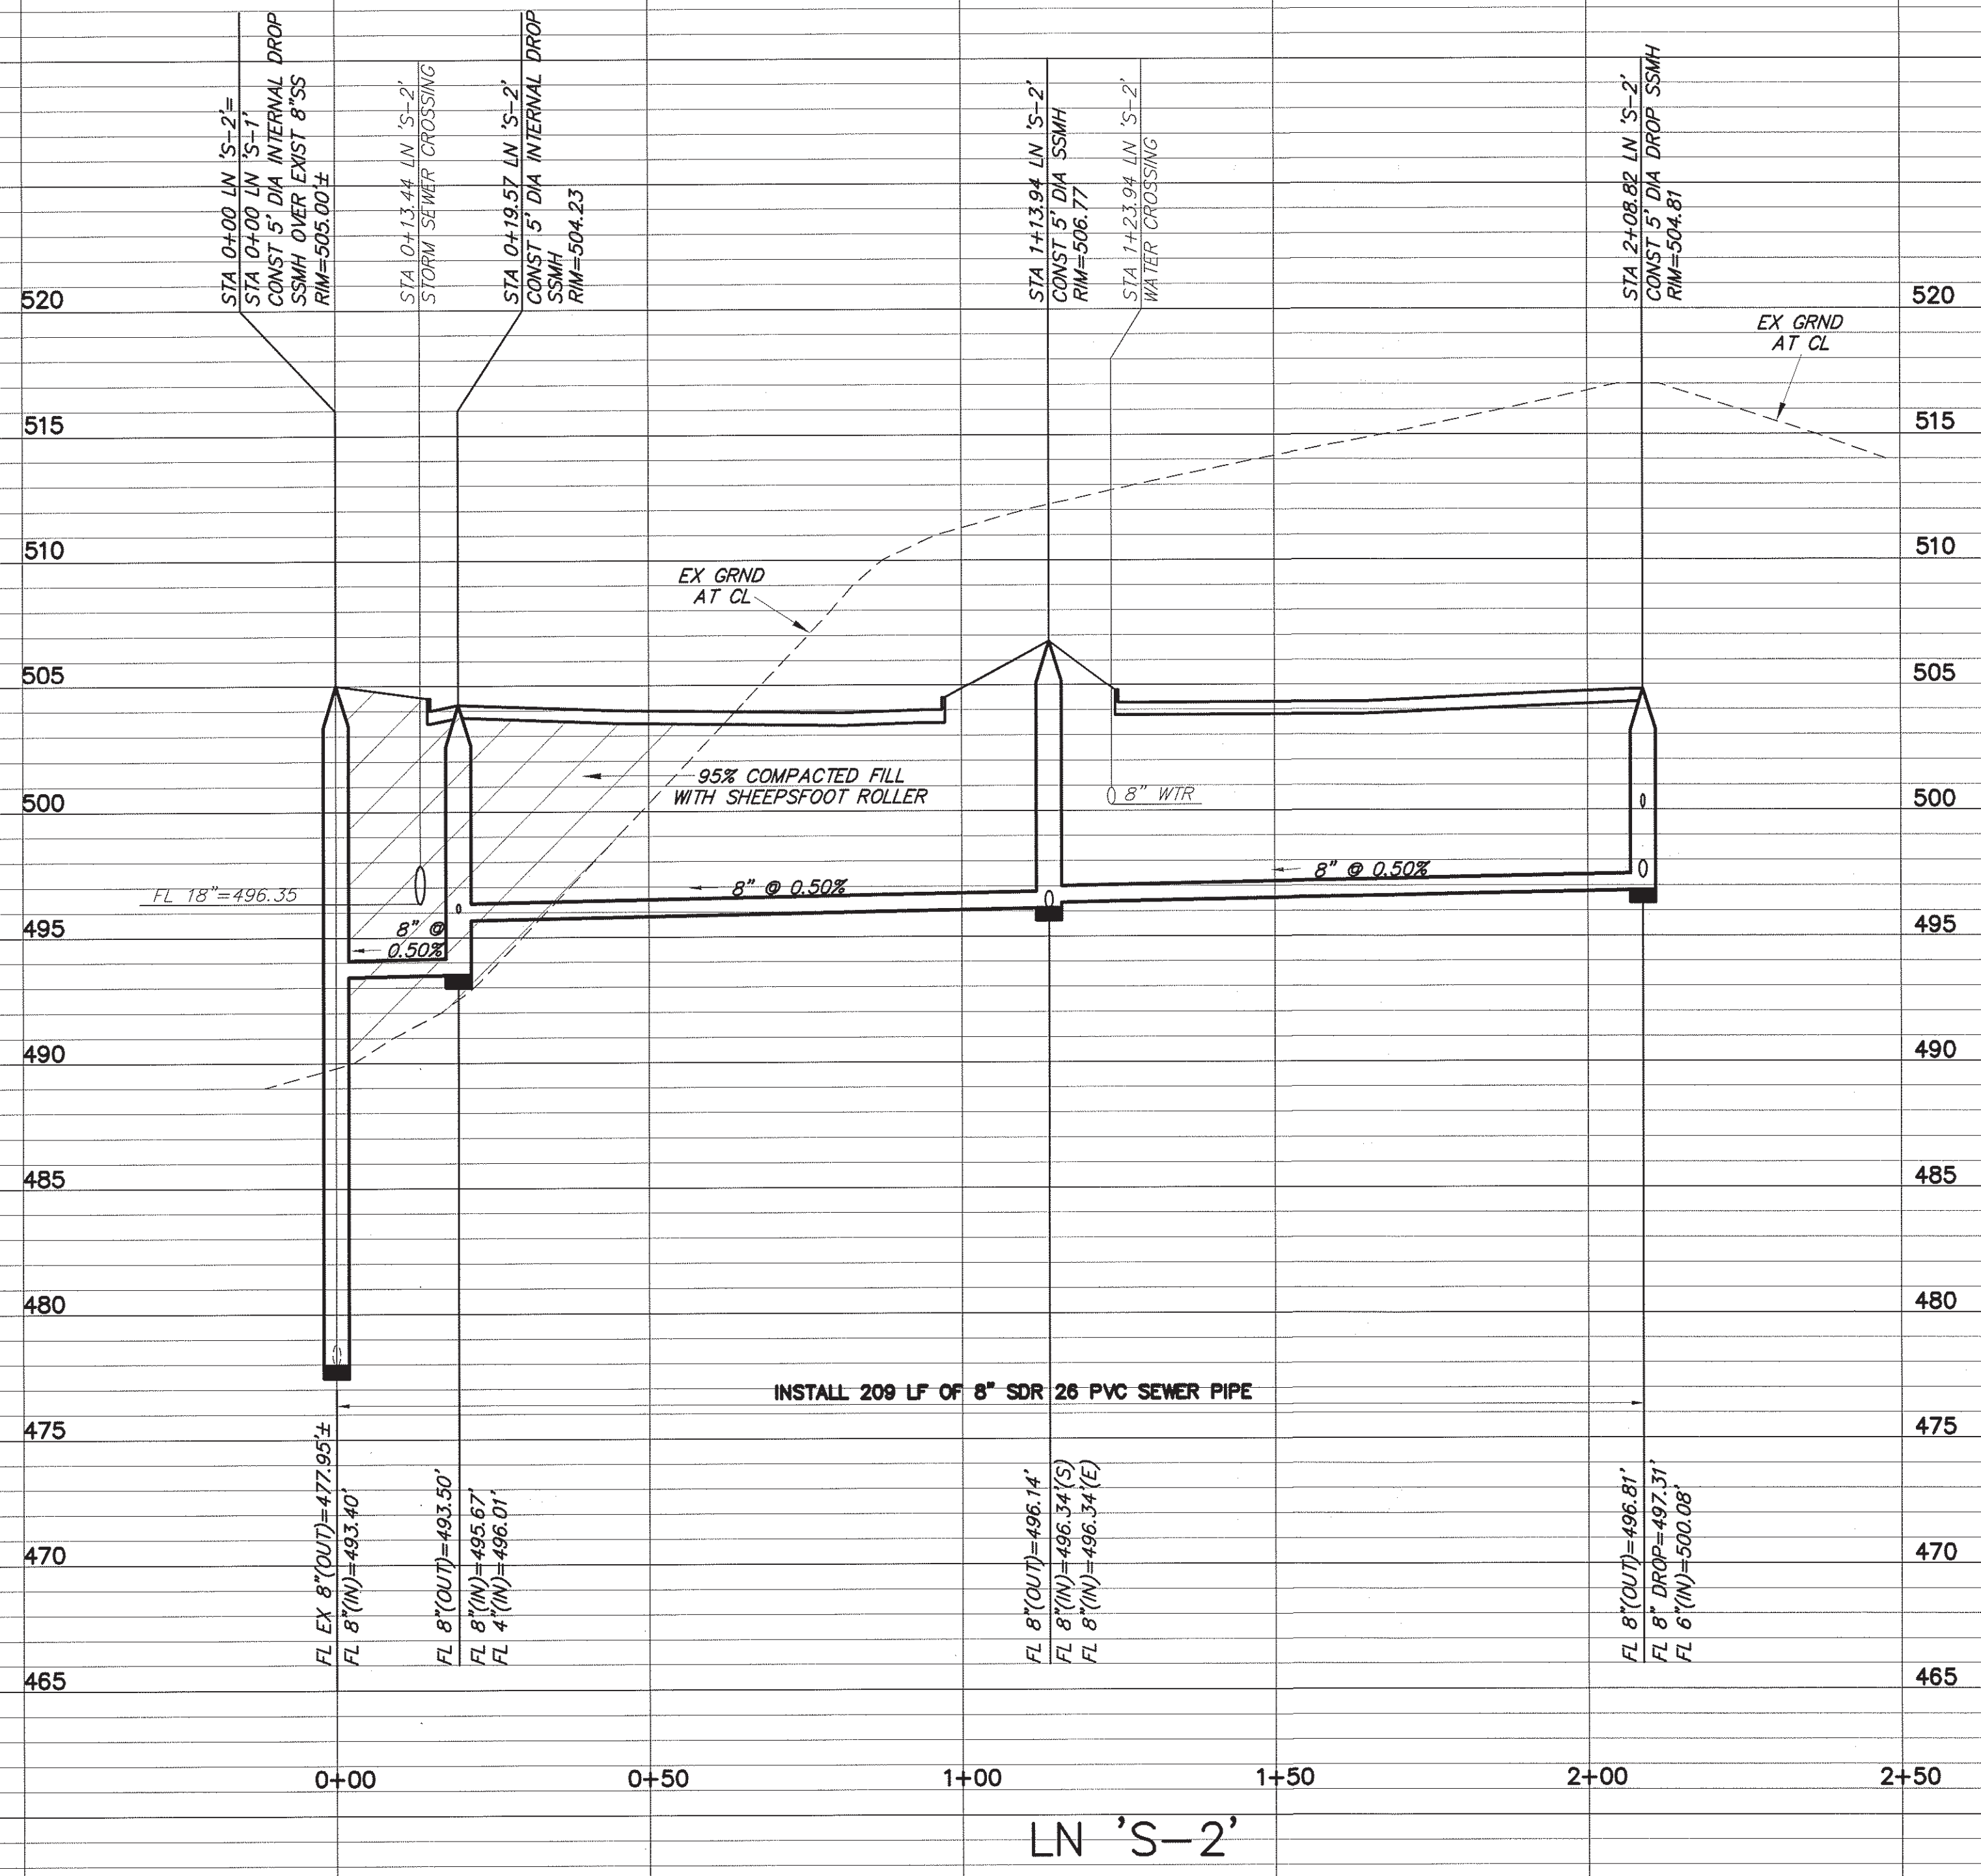 STA 0+00 LN 'S-2'=
STA 0+00 LN 'S-1'
CONST 5' DIA INTERNAL DROP
SSMH OVER EXIST 8"SS
RIM=505.00'±
STA 0+13.44 LN 'S-2'
STORM SEWER CROSSING
STA 0+19.57 LN 'S-2'
CONST 5' DIA INTERNAL DROP
SSMH
RIM=504.23
STA 1+13.94 LN 'S-2'
CONST 5' DIA SSMH
RIM=506.77
STA 1+23.94 LN 'S-2'
WATER CROSSING
STA 2+08.82 LN 'S-2'
CONST 5' DIA DROP SSMH
RIM=504.81
520
520
EX GRND
AT CL
515
515
510
510
EX GRND
AT CL
505
505
95% COMPACTED FILL
WITH SHEEPSFOOT ROLLER
8" WTR
500
500
8" @ 0.50%
8" @ 0.50%
FL 18"=496.35
8" @
0.50%
495
495
490
490
485
485
480
480
INSTALL 209 LF OF 8" SDR 26 PVC SEWER PIPE
475
475
FL EX 8"(OUT)=477.95'±
FL 8"(IN)=493.40'
FL 8"(OUT)=493.50'
FL 8"(IN)=495.67'
FL 4"(IN)=496.01'
FL 8"(OUT)=496.14'
FL 8"(IN)=496.34'(S)
FL 8"(IN)=496.34'(E)
FL 8"(OUT)=496.81'
FL 8" DROP=497.31'
FL 6"(IN)=500.08'
470
470
465
465
0+00
0+50
1+00
1+50
2+00
2+50
LN 'S-2'